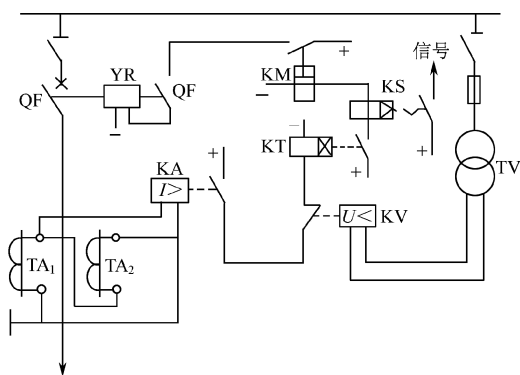 信号
YR
+
KM
KS
QF
QF
−
−
−
KT
+
+
TV
KA
+
I>
U<
KV
TA₁
TA₂